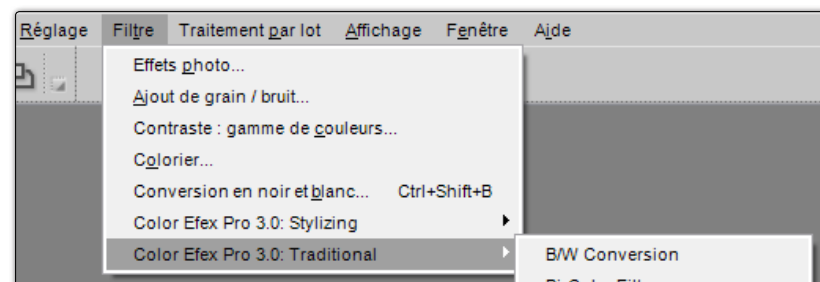 Réglage Filtre Traitement par lot Affichage Fenêtre Aide
Effets photo...
Ajout de grain / bruit...
Contraste : gamme de couleurs...
Colorier...
Conversion en noir et blanc... Ctrl+Shift+B
Color Efex Pro 3.0: Stylizing
Color Efex Pro 3.0: Traditional
B/W Conversion